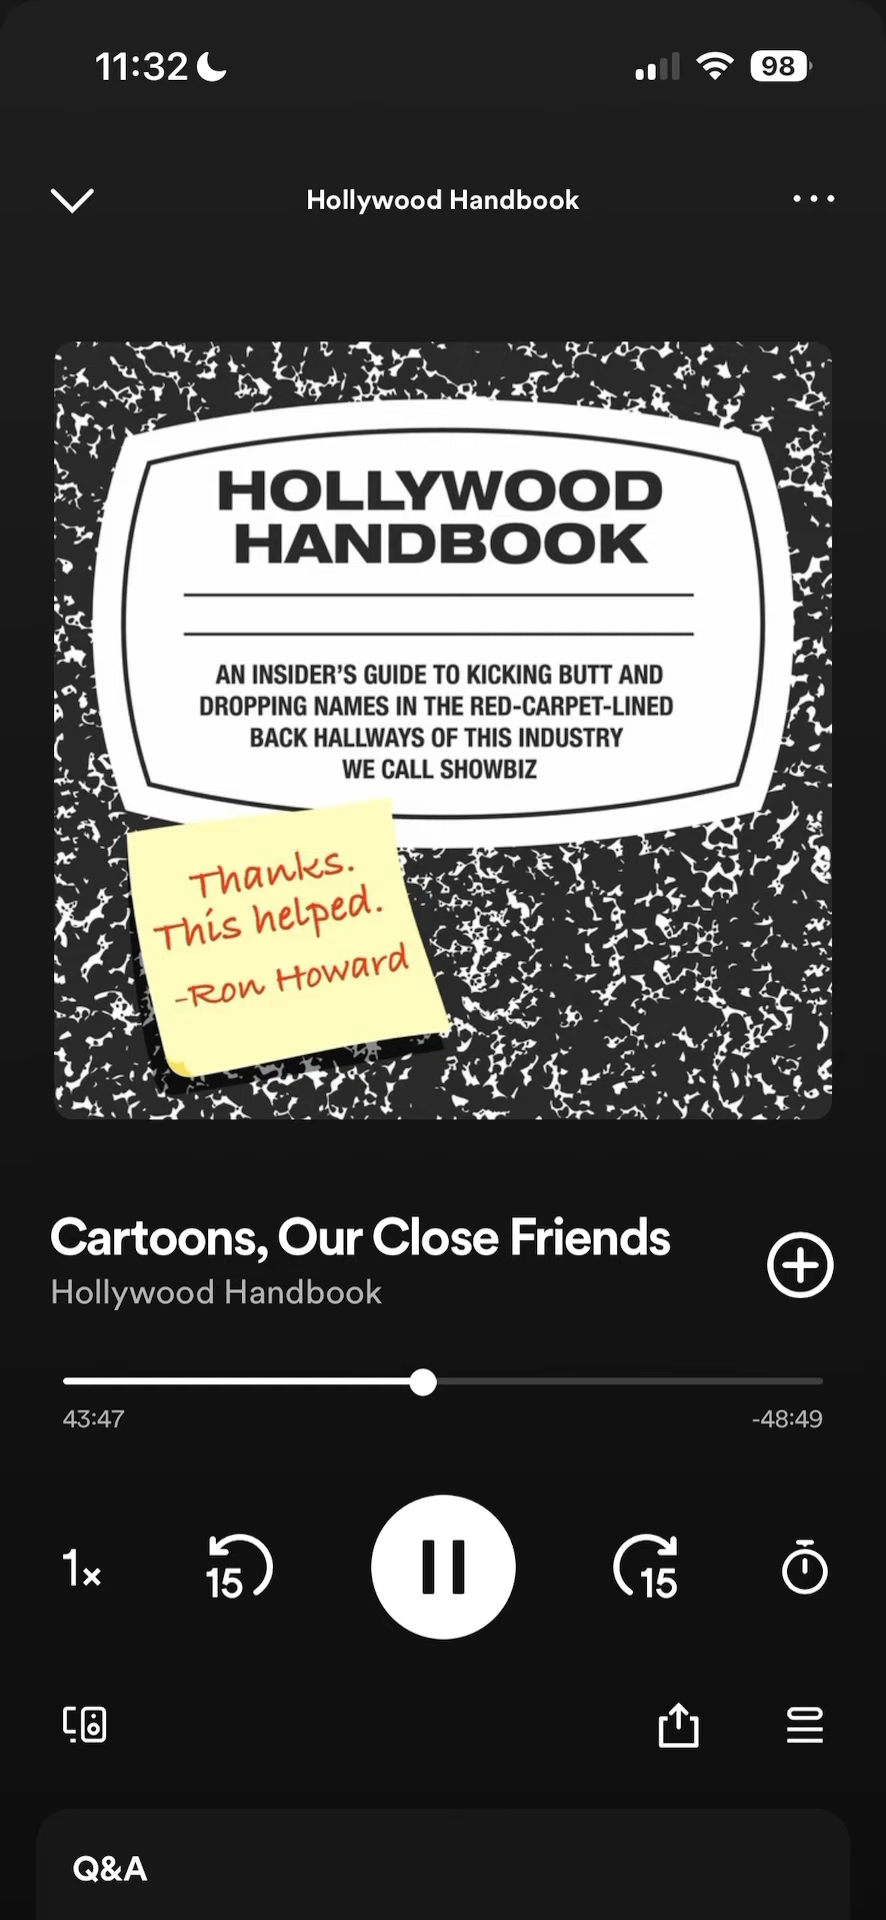 11:32
98
Hollywood Handbook
HOLLYWOOD
HANDBOOK
AN INSIDER'S GUIDE TO KICKING BUTT AND
DROPPING NAMES IN THE RED-CARPET-LINED
BACK HALLWAYS OF THIS INDUSTRY
WE CALL SHOWBIZ
Thanks.
This helped.
-Ron Howard
Cartoons, Our Close Friends
Hollywood Handbook
43:47
-48:49
1x
15
15
Q&A